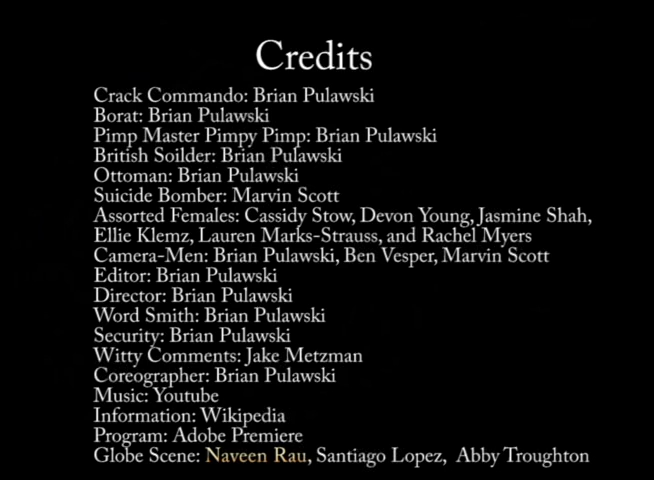 Credits
Crack Commando: Brian Pulawski
Borat: Brian Pulawski
Pimp Master Pimpy Pimp: Brian Pulawski
British Soilder: Brian Pulawski
Ottoman: Brian Pulawski
Suicide Bomber: Marvin Scott
Assorted Females: Cassidy Stow, Devon Young, Jasmine Shah,
Ellie Klemz, Lauren Marks-Strauss, and Rachel Myers
Camera-Men: Brian Pulawski, Ben Vesper, Marvin Scott
Editor: Brian Pulawski
Director: Brian Pulawski
Word Smith: Brian Pulawski
Security: Brian Pulawski
Witty Comments: Jake Metzman
Coreographer: Brian Pulawski
Music: Youtube
Information: Wikipedia
Program: Adobe Premiere
Globe Scene: Naveen Rau, Santiago Lopez, Abby Troughton